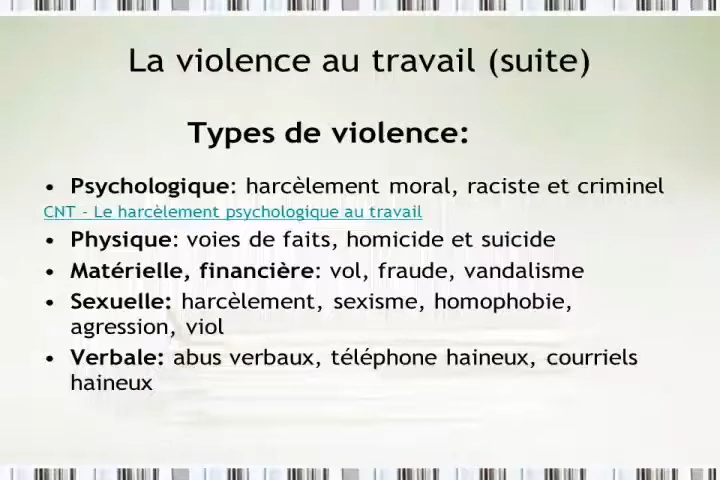 La violence au travail (suite)
Types de violence:
• Psychologique: harcèlement moral, raciste et criminel
CNT - Le harcèlement psychologique au travail
• Physique: voies de faits, homicide et suicide
• Matérielle, financière: vol, fraude, vandalisme
• Sexuelle: harcèlement, sexisme, homophobie,
agression, viol
• Verbale: abus verbaux, téléphone haineux, courriels
haineux